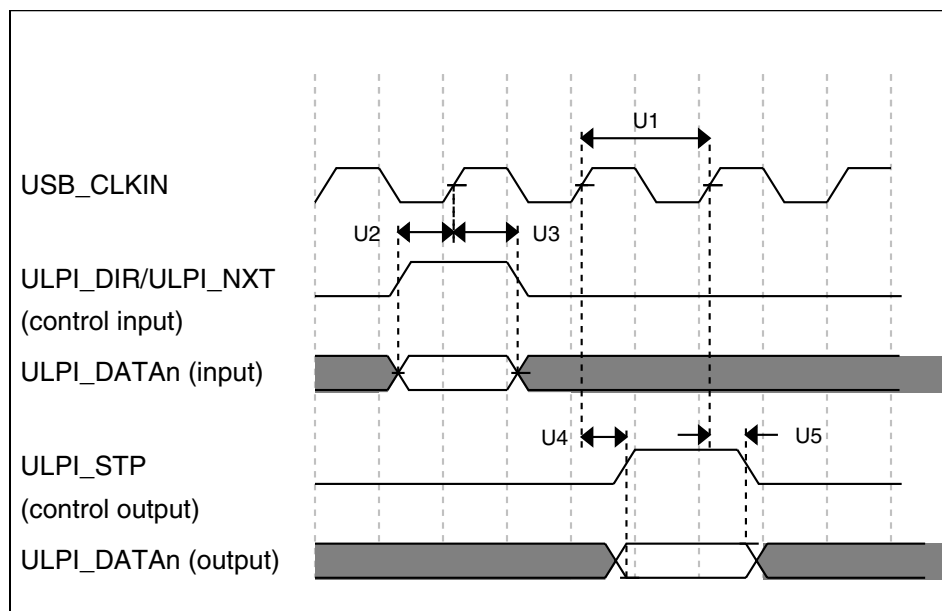 U1
USB_CLKIN
U2
U3
ULPI_DIR/ULPI_NXT
(control input)
ULPI_DATAn (input)
U4
U5
ULPI_STP
(control output)
ULPI_DATAn (output)